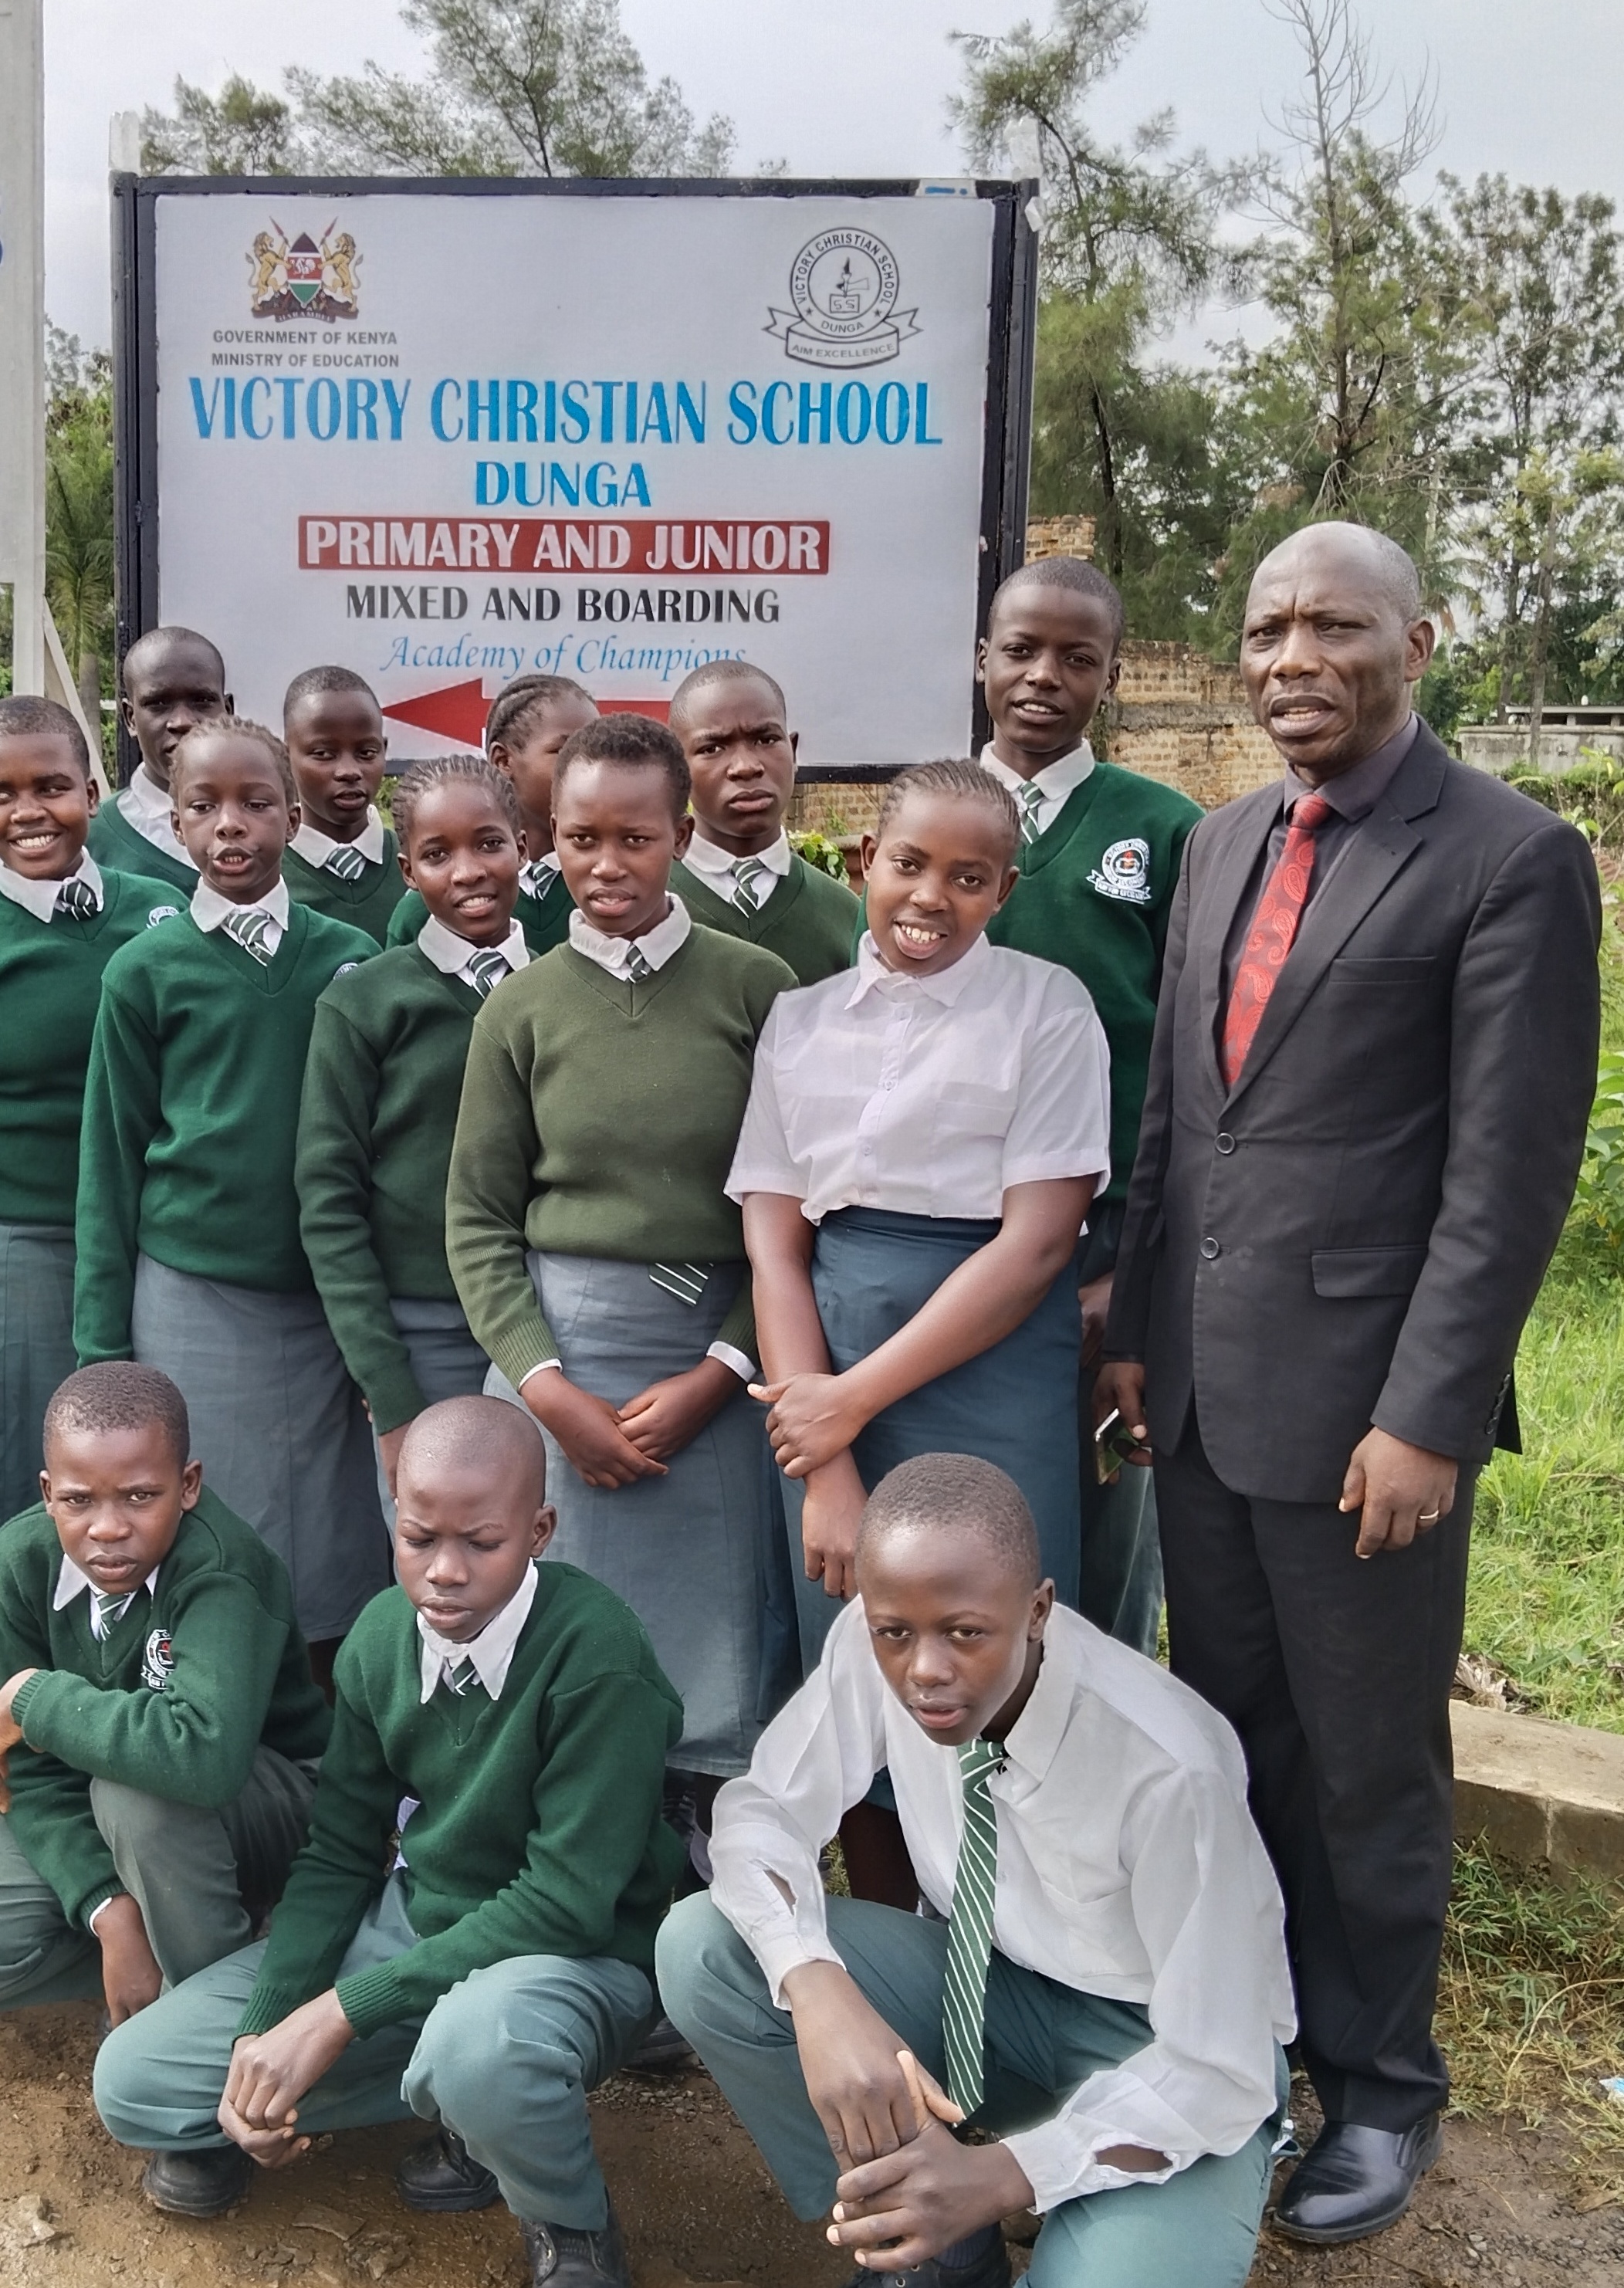 HARAMBEE
GOVERNMENT OF KENYA
MINISTRY OF EDUCATION
VICTORY CHRISTIAN SCHOOL
DUNGA
AIM EXCELLENCE
VICTORY CHRISTIAN SCHOOL
DUNGA
PRIMARY AND JUNIOR
MIXED AND BOARDING
Academy of Champions